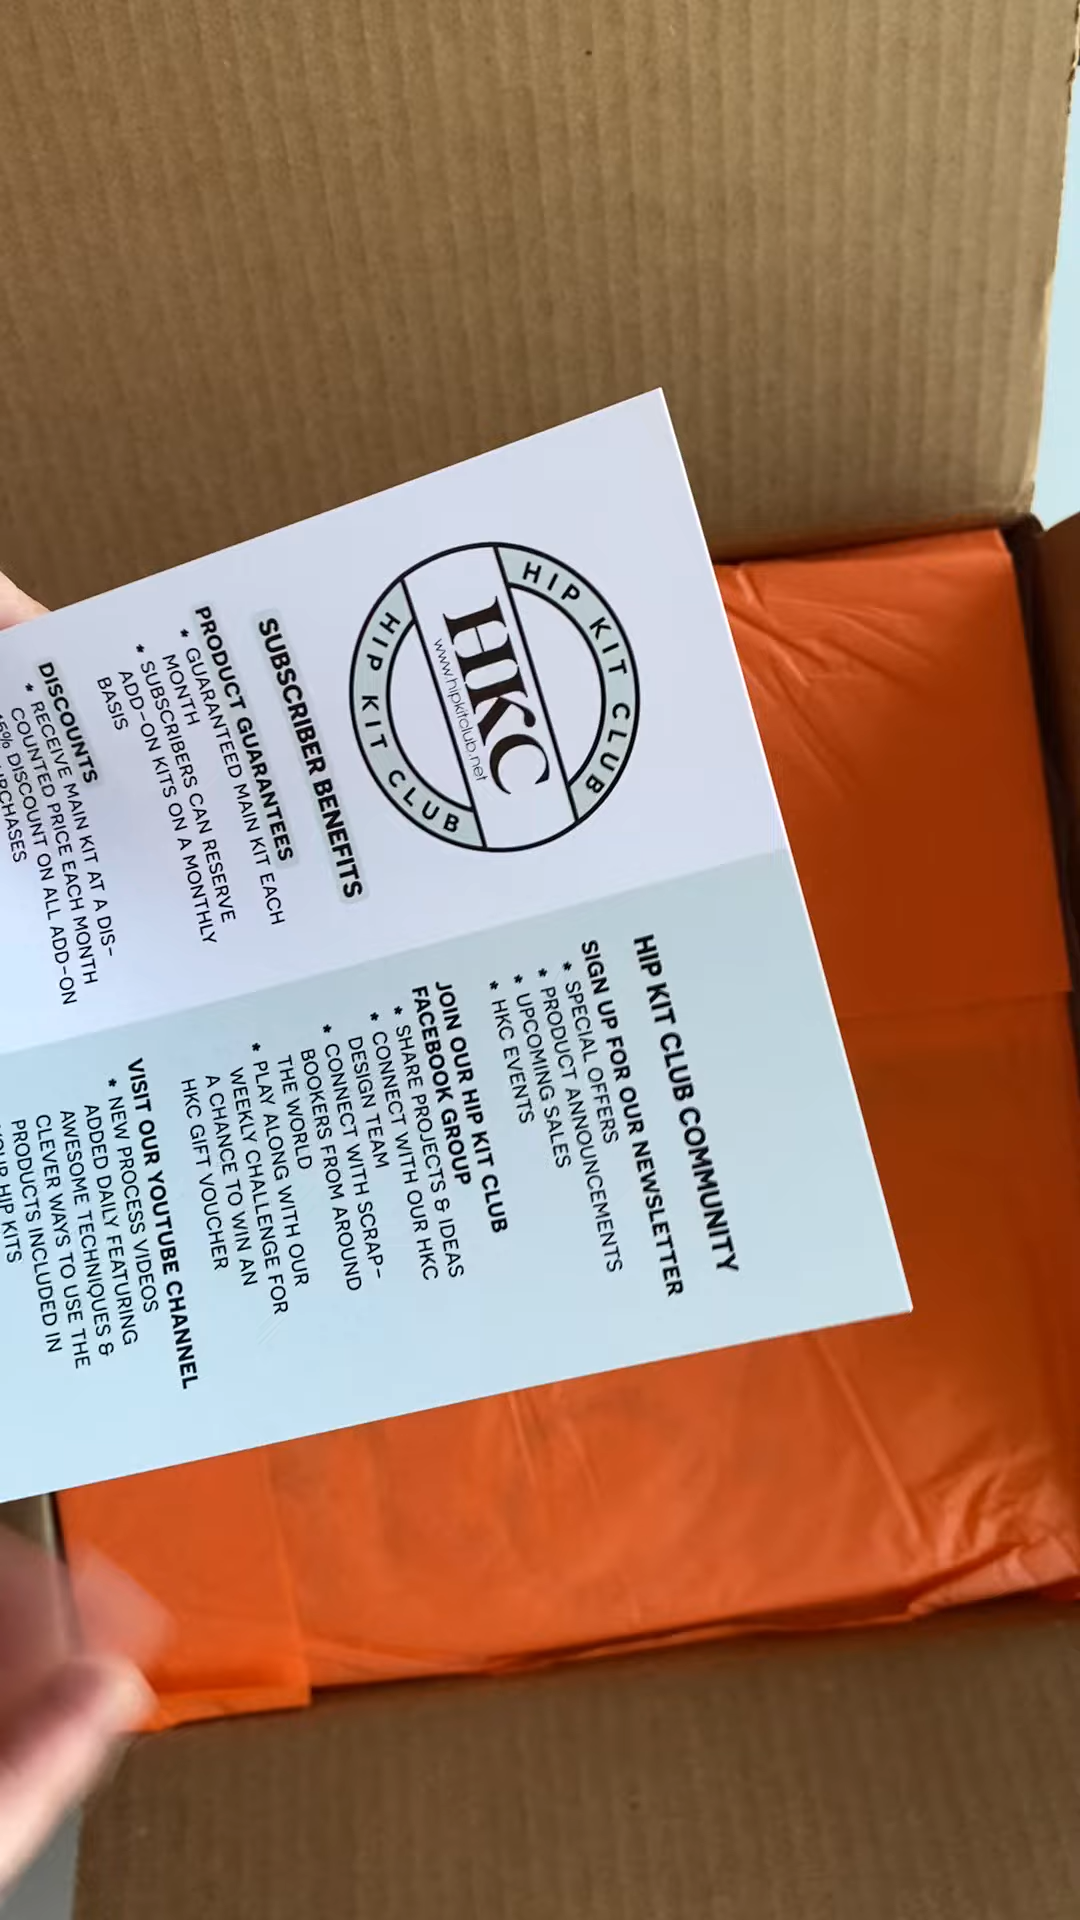 HIP KIT CLUB
HKC
www.hipkitclub.net
HIP KIT CLUB
SUBSCRIBER BENEFITS
PRODUCT GUARANTEES
* GUARANTEED MAIN KIT EACH
MONTH
* SUBSCRIBERS CAN RESERVE
ADD-ON KITS ON A MONTHLY
BASIS
DISCOUNTS
* RECEIVE MAIN KIT AT A DIS-
COUNTED PRICE EACH MONTH
DISCOUNT ON ALL ADD-ON
HIP KIT CLUB COMMUNITY
SIGN UP FOR OUR NEWSLETTER
* SPECIAL OFFERS
* PRODUCT ANNOUNCEMENTS
* UPCOMING SALES
* HKC EVENTS
JOIN OUR HIP KIT CLUB
FACEBOOK GROUP
* SHARE PROJECTS & IDEAS
* CONNECT WITH OUR HKC
DESIGN TEAM
* CONNECT WITH SCRAP-
BOOKERS FROM AROUND
THE WORLD
* PLAY ALONG WITH OUR
WEEKLY CHALLENGE FOR
A CHANCE TO WIN AN
HKC GIFT VOUCHER
VISIT OUR YOUTUBE CHANNEL
* NEW PROCESS VIDEOS
ADDED DAILY FEATURING
AWESOME TECHNIQUES &
CLEVER WAYS TO USE THE
PRODUCTS INCLUDED IN
HIP KITS